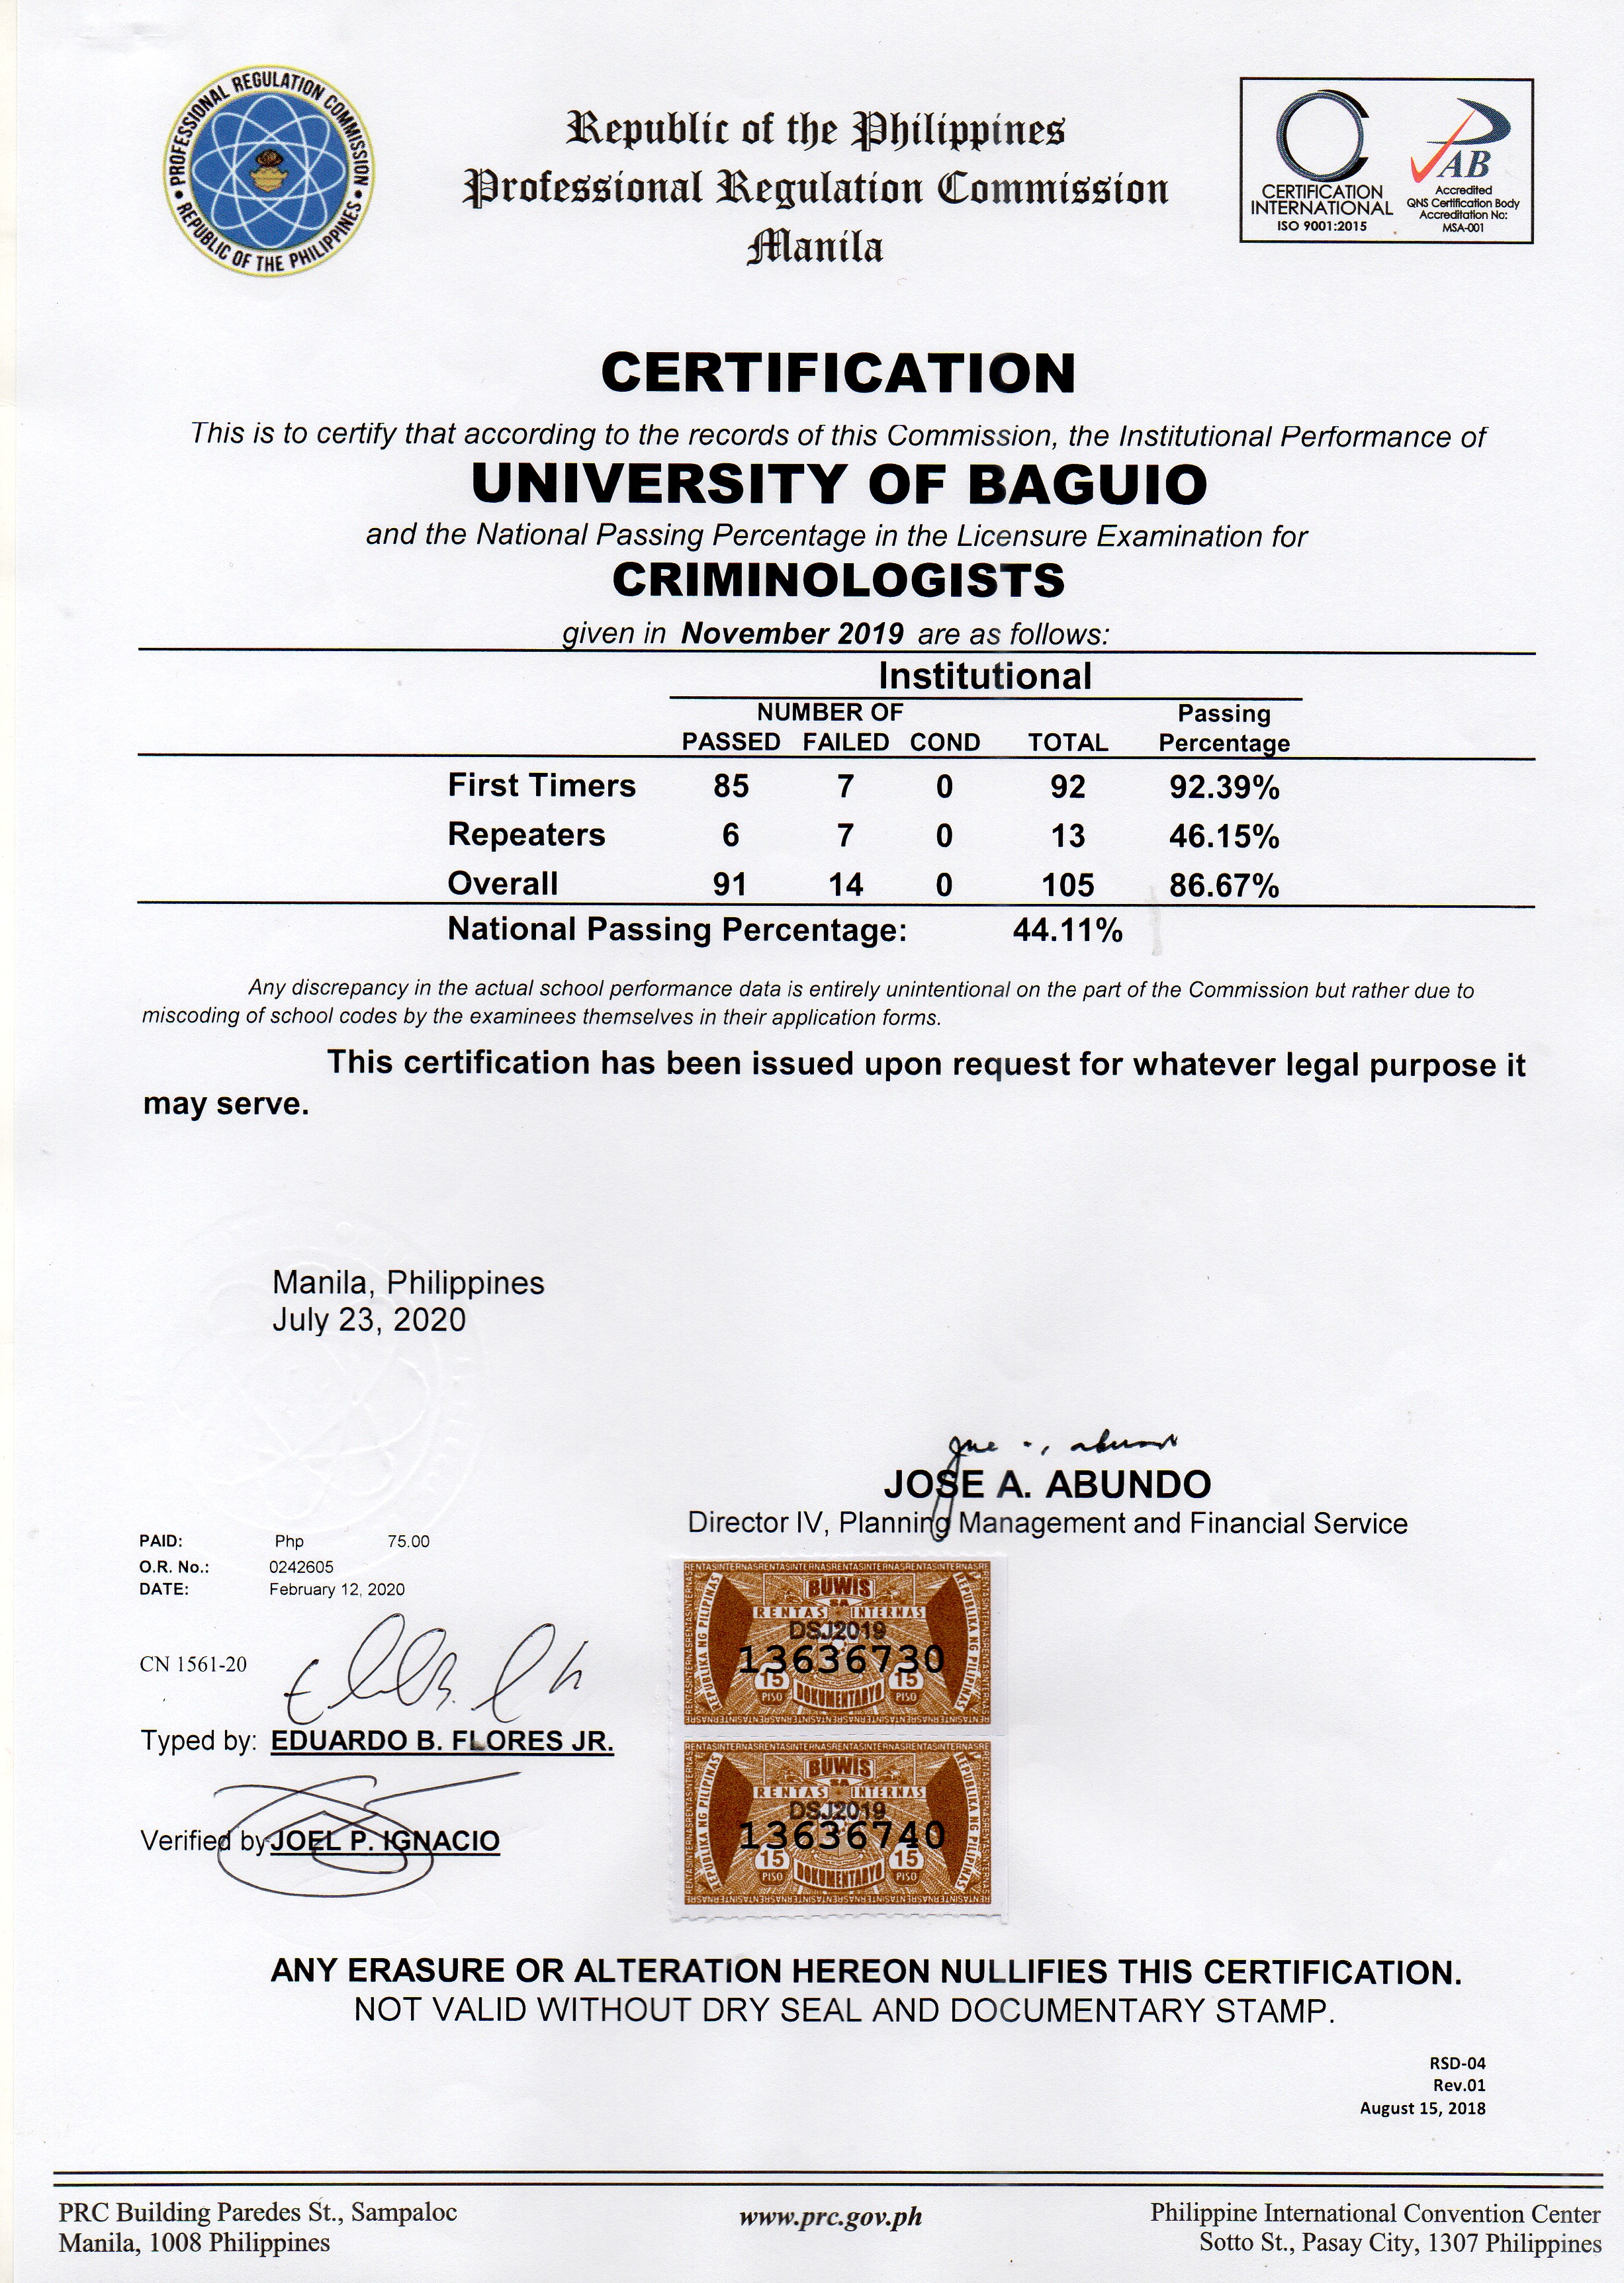 PROFESSIONAL REGULATION COMMISSION
REPUBLIC OF THE PHILIPPINES
Republic of the Philippines
Professional Regulation Commission
Manila
CERTIFICATION
INTERNATIONAL
ISO 9001:2015
AB
Accredited
QNS Certification Body
Accreditation No:
MSA-001
CERTIFICATION
This is to certify that according to the records of this Commission, the Institutional Performance of
UNIVERSITY OF BAGUIO
and the National Passing Percentage in the Licensure Examination for
CRIMINOLOGISTS
given in November 2019 are as follows:
Institutional
NUMBER OF Passing
PASSED FAILED COND TOTAL Percentage
First Timers 85 7 0 92 92.39%
Repeaters 6 7 0 13 46.15%
Overall 91 14 0 105 86.67%
National Passing Percentage: 44.11%
Any discrepancy in the actual school performance data is entirely unintentional on the part of the Commission but rather due to
miscoding of school codes by the examinees themselves in their application forms.
This certification has been issued upon request for whatever legal purpose it
may serve.
Manila, Philippines
July 23, 2020
JOSE A. ABUNDO
Director IV, Planning Management and Financial Service
PAID: Php 75.00
O.R. No.: 0242605
DATE: February 12, 2020
CN 1561-20
Typed by: EDUARDO B. FLORES JR.
Verified by JOEL P. IGNACIO
REPUBLIKA NG PILIPINAS
BUWIS
SA
RENTAS INTERNAS
DSJ2019
13636730
15 15
PISO DOKUMENTARYO PISO
REPUBLIKA NG PILIPINAS
BUWIS
SA
RENTAS INTERNAS
DSJ2019
13636740
15 15
PISO DOKUMENTARYO PISO
ANY ERASURE OR ALTERATION HEREON NULLIFIES THIS CERTIFICATION.
NOT VALID WITHOUT DRY SEAL AND DOCUMENTARY STAMP.
RSD-04
Rev.01
August 15, 2018
PRC Building Paredes St., Sampaloc
Manila, 1008 Philippines
www.prc.gov.ph
Philippine International Convention Center
Sotto St., Pasay City, 1307 Philippines